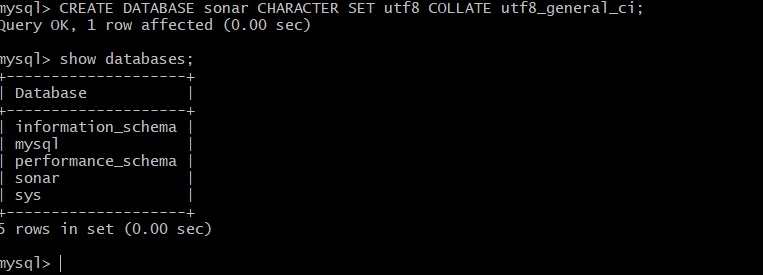 mysql> CREATE DATABASE sonar CHARACTER SET utf8 COLLATE utf8_general_ci;
Query OK, 1 row affected (0.00 sec)
mysql> show databases;
+--------------------+
| Database           |
+--------------------+
| information_schema |
| mysql              |
| performance_schema |
| sonar              |
| sys                |
+--------------------+
5 rows in set (0.00 sec)
mysql>